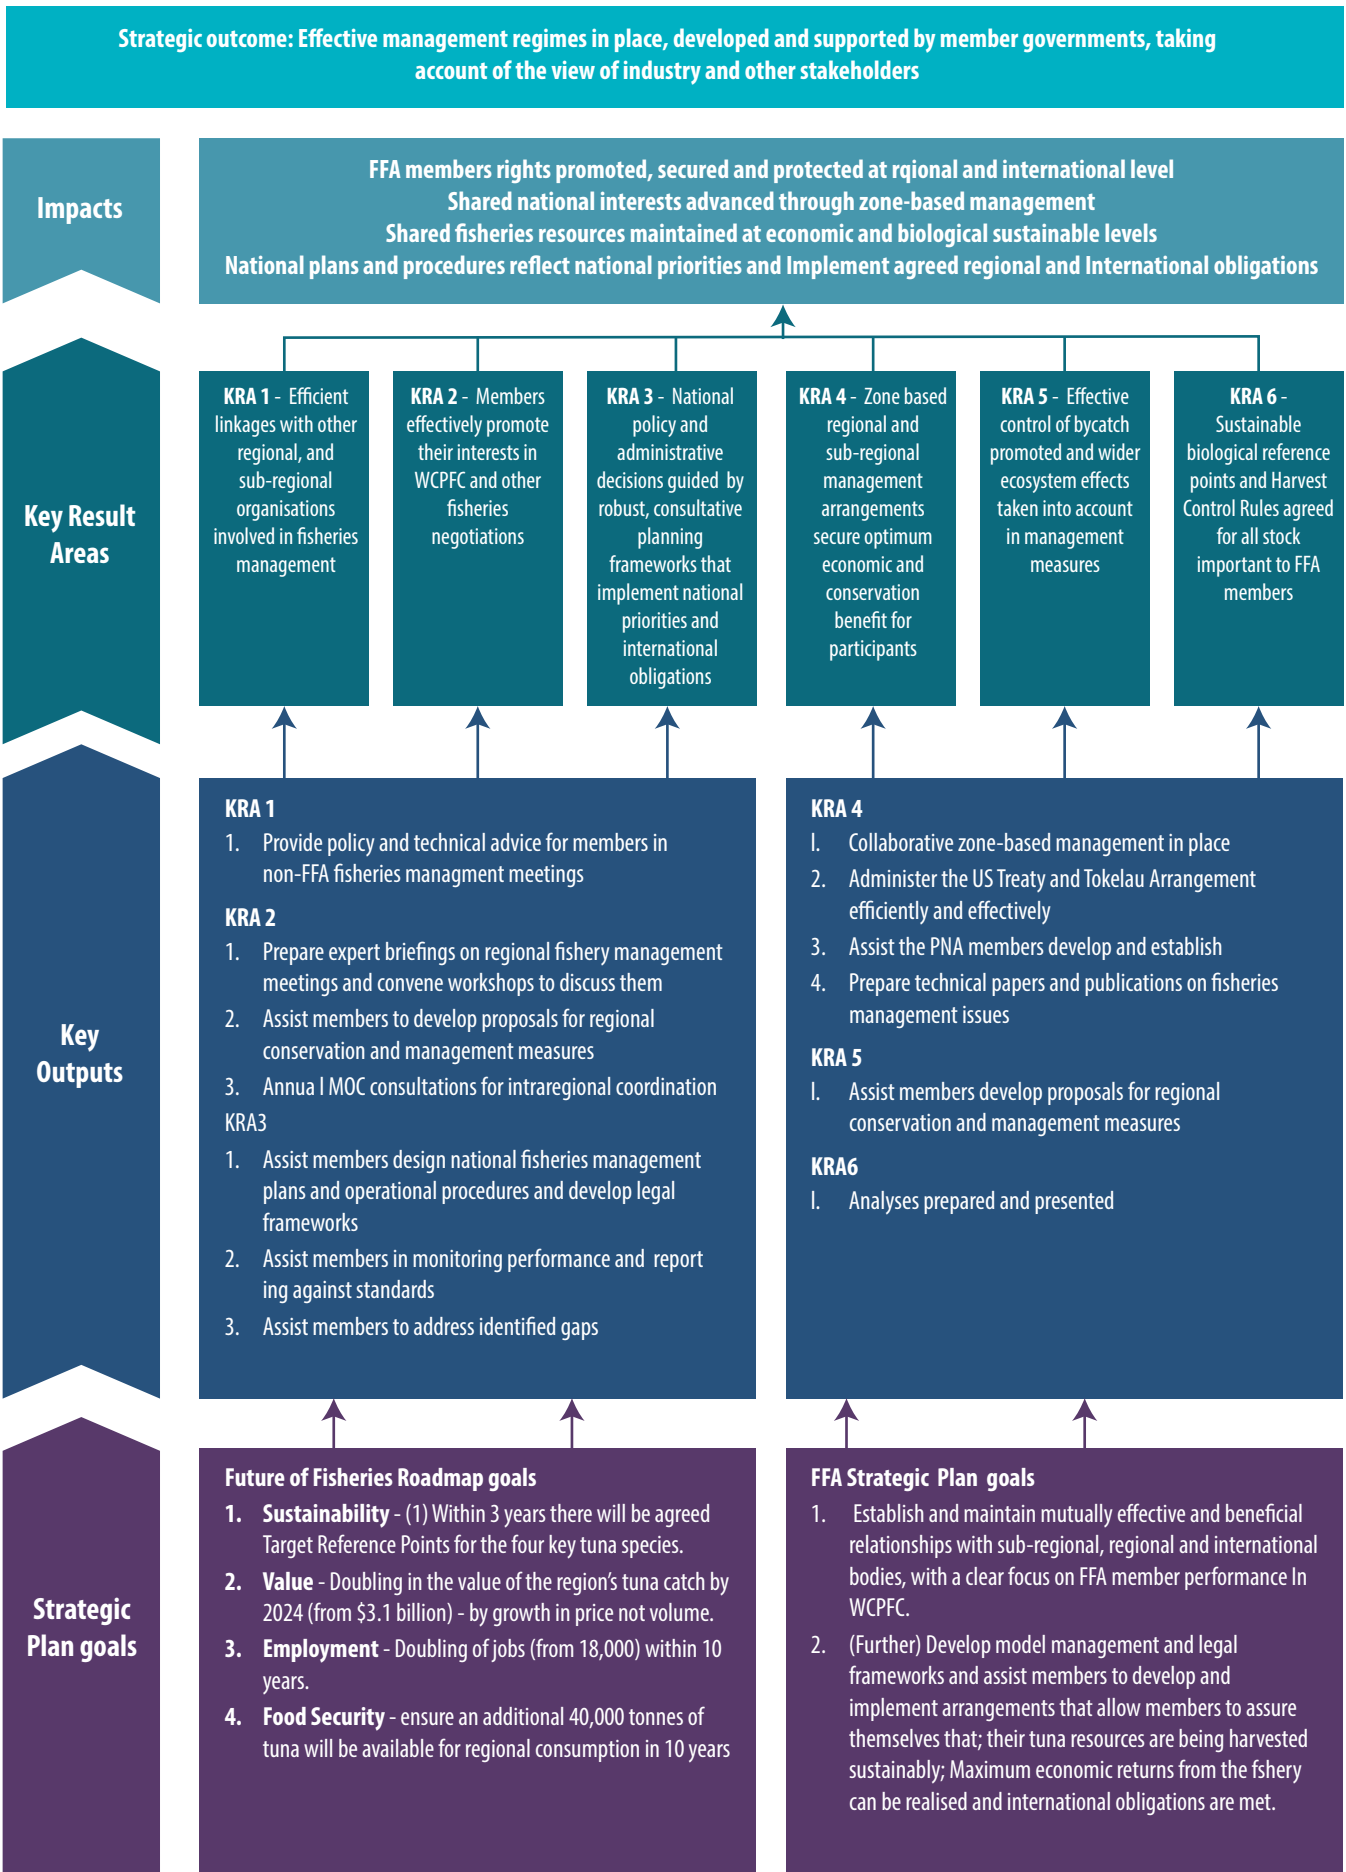 Strategic outcome: Effective management regimes in place, developed and supported by member governments, taking
account of the view of industry and other stakeholders
Impacts
FFA members rights promoted, secured and protected at rqional and international level
Shared national interests advanced through zone-based management
Shared fisheries resources maintained at economic and biological sustainable levels
National plans and procedures reflect national priorities and Implement agreed regional and International obligations
Key Result
Areas
KRA 1 - Efficient
linkages with other
regional, and
sub-regional
organisations
involved in fisheries
management
KRA 2 - Members
effectively promote
their interests in
WCPFC and other
fisheries
negotiations
KRA 3 - National
policy and
administrative
decisions guided by
robust, consultative
planning
frameworks that
implement national
priorities and
international
obligations
KRA 4 - Zone based
regional and
sub-regional
management
arrangements
secure optimum
economic and
conservation
benefit for
participants
KRA 5 - Effective
control of bycatch
promoted and wider
ecosystem effects
taken into account
in management
measures
KRA 6 -
Sustainable
biological reference
points and Harvest
Control Rules agreed
for all stock
important to FFA
members
Key
Outputs
KRA 1
1. Provide policy and technical advice for members in
non-FFA fisheries managment meetings
KRA 2
1. Prepare expert briefings on regional fishery management
meetings and convene workshops to discuss them
2. Assist members to develop proposals for regional
conservation and management measures
3. Annua l MOC consultations for intraregional coordination
KRA3
1. Assist members design national fisheries management
plans and operational procedures and develop legal
frameworks
2. Assist members in monitoring performance and report
ing against standards
3. Assist members to address identified gaps
KRA 4
I. Collaborative zone-based management in place
2. Administer the US Treaty and Tokelau Arrangement
efficiently and effectively
3. Assist the PNA members develop and establish
4. Prepare technical papers and publications on fisheries
management issues
KRA 5
I. Assist members develop proposals for regional
conservation and management measures
KRA6
I. Analyses prepared and presented
Strategic
Plan goals
Future of Fisheries Roadmap goals
1. Sustainability - (1) Within 3 years there will be agreed
Target Reference Points for the four key tuna species.
2. Value - Doubling in the value of the region's tuna catch by
2024 (from $3.1 billion) - by growth in price not volume.
3. Employment - Doubling of jobs (from 18,000) within 10
years.
4. Food Security - ensure an additional 40,000 tonnes of
tuna will be available for regional consumption in 10 years
FFA Strategic Plan goals
1. Establish and maintain mutually effective and beneficial
relationships with sub-regional, regional and international
bodies, with a clear focus on FFA member performance In
WCPFC.
2. (Further) Develop model management and legal
frameworks and assist members to develop and
implement arrangements that allow members to assure
themselves that; their tuna resources are being harvested
sustainably; Maximum economic returns from the fshery
can be realised and international obligations are met.